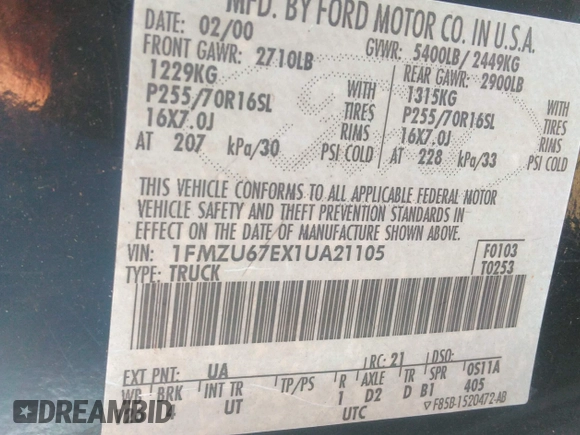 MFD. BY FORD MOTOR CO. IN U.S.A.
DATE: 02/00 GVWR: 5400LB/ 2449KG
FRONT GAWR: 2710LB REAR GAWR: 2900LB
1229KG WITH 1315KG WITH
P255/70R16SL TIRES P255/70R16SL TIRES
16X7.0J RIMS 16X7.0J RIMS
AT 207 kPa/30 PSI COLD AT 228 kPa/33 PSI COLD
THIS VEHICLE CONFORMS TO ALL APPLICABLE FEDERAL MOTOR
VEHICLE SAFETY AND THEFT PREVENTION STANDARDS IN
EFFECT ON THE DATE OF MANUFACTURE SHOWN ABOVE.
VIN: 1FMZU67EX1UA21105 F0103
TYPE: TRUCK T0253
EXT PNT: UA RC: 21 DSO:
WB BRK INT TR TP/PS R AXLE TR SPR 0S11A
4 UT 1 D2 D B1 405
UTC ▽F85B-1520472-AB
DREAMBID